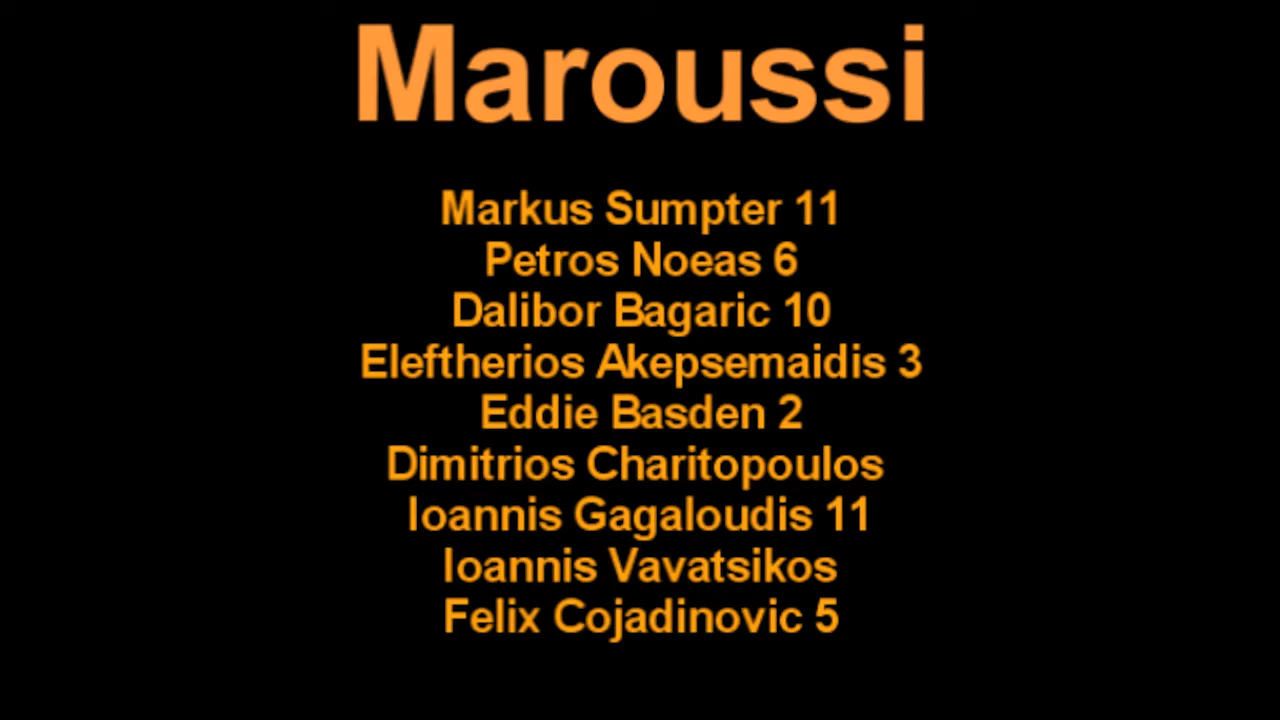 Maroussi
Markus Sumpter 11
Petros Noeas 6
Dalibor Bagaric 10
Eleftherios Akepsemaidis 3
Eddie Basden 2
Dimitrios Charitopoulos
Ioannis Gagaloudis 11
Ioannis Vavatsikos
Felix Cojadinovic 5